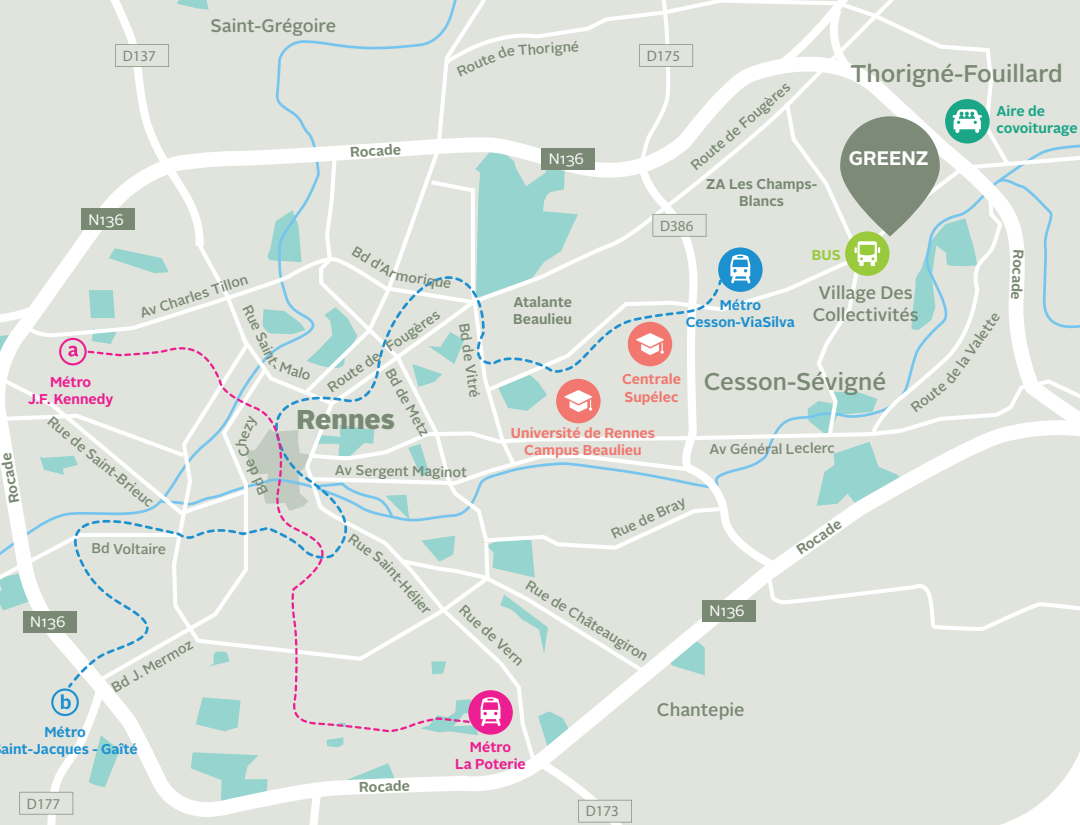 Saint-Grégoire
D137
Route de Thorigné
D175
Thorigné-Fouillard
Aire de
covoiturage
Route de Fougères
GREENZ
Rocade
N136
ZA Les Champs-
Blancs
N136
D386
BUS
Bd d'Armorique
Rocade
Av Charles Tillon
Village Des
Collectivités
Atalante
Beaulieu
Métro
Cesson-ViaSilva
Rue Saint-Malo
Route de Fougères
Bd de Vitré
a
Métro
J.F. Kennedy
Centrale
Supélec
Cesson-Sévigné
Route de la Valette
Bd de Metz
Rennes
Université de Rennes
Campus Beaulieu
Av Général Leclerc
Rue de Saint-Brieuc
Bd de Chezy
Av Sergent Maginot
Rocade
Rue de Bray
Rocade
Bd Voltaire
Rue Saint-Hélier
N136
N136
Rue de Châteaugiron
Rue de Vern
Bd J. Mermoz
b
Métro
Saint-Jacques - Gaîté
Chantepie
Métro
La Poterie
Rocade
D177
D173